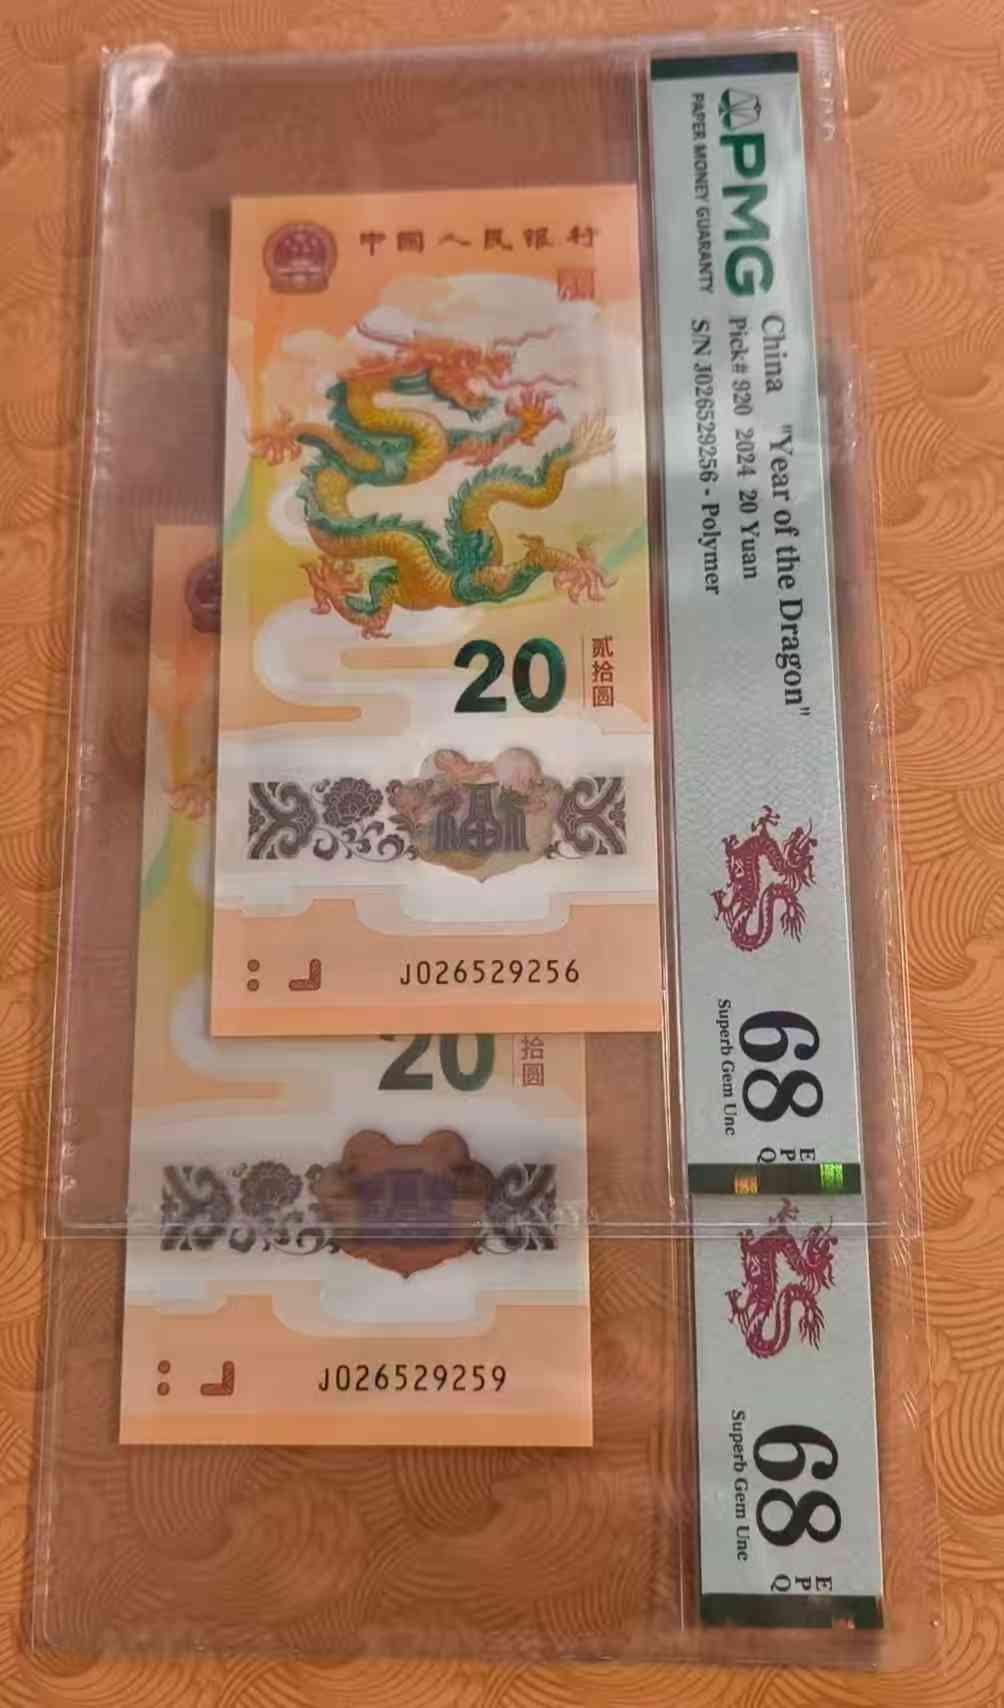 中国人民银行
20
贰拾圆
福
J026529256
PMG
PAPER MONEY GUARANTY
China "Year of the Dragon"
Pick# 920 2024 20 Yuan
S/N J026529256 - Polymer
68 EPQ
Superb Gem Unc
20
拾圆
J026529259
68 EPQ
Superb Gem Unc